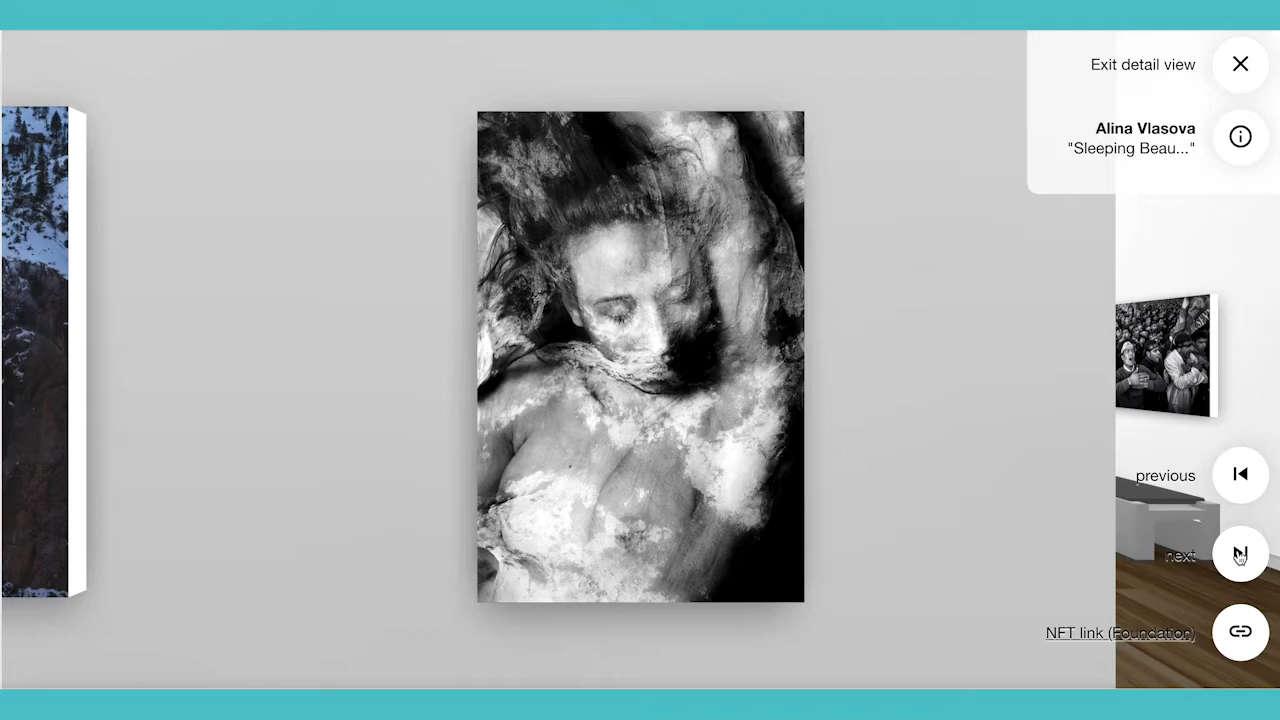 Exit detail view
Alina Vlasova
"Sleeping Beau..."
previous
next
NFT link (Foundation)